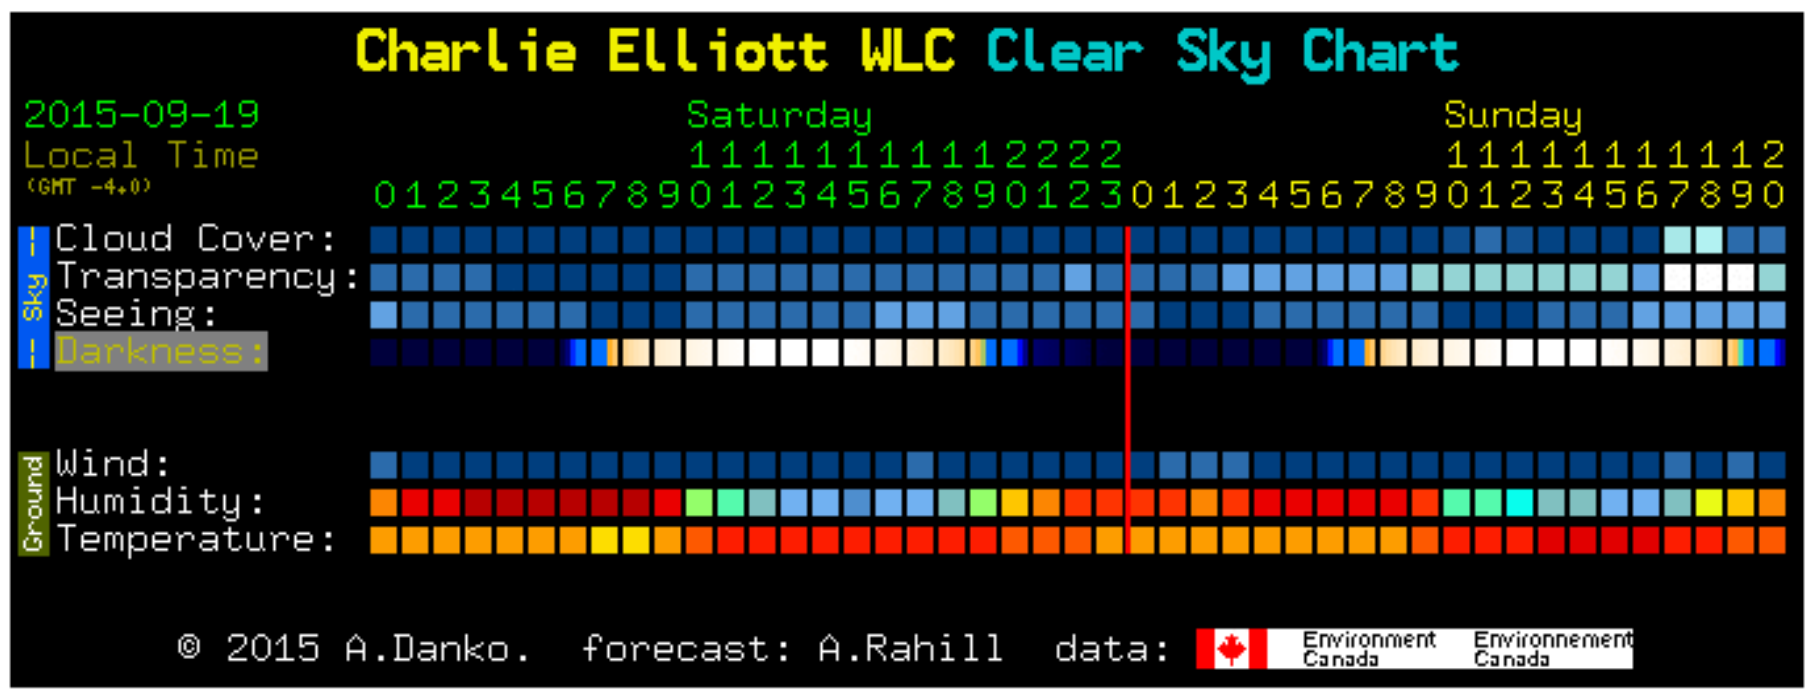 Charlie Elliott WLC Clear Sky Chart
2015-09-19 Saturday Sunday
Local Time 11111111112222 11111111112
(GMT -4.0) 012345678901234567890123012345678901234567890
Sky
Cloud Cover:
Transparency:
Seeing:
Darkness:
Ground
Wind:
Humidity:
Temperature:
© 2015 A.Danko. forecast: A.Rahill data: Environment Canada Environnement Canada